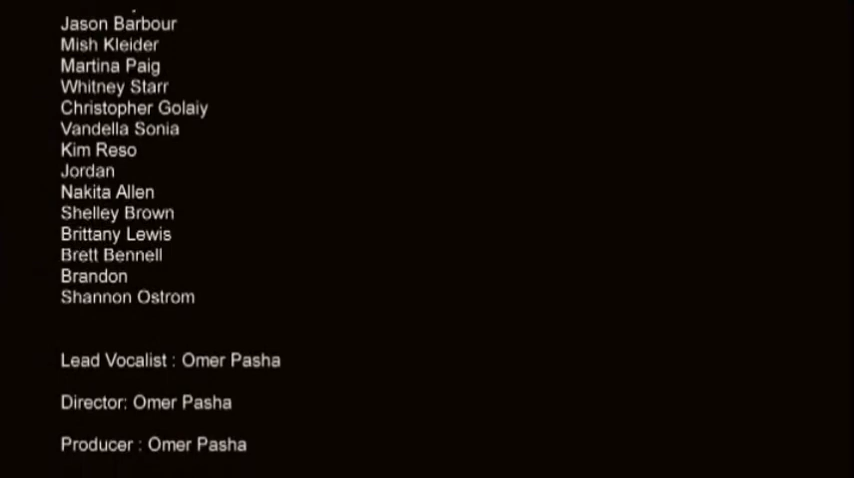 Jason Barbour
Mish Kleider
Martina Paig
Whitney Starr
Christopher Golaiy
Vandella Sonia
Kim Reso
Jordan
Nakita Allen
Shelley Brown
Brittany Lewis
Brett Bennell
Brandon
Shannon Ostrom
Lead Vocalist : Omer Pasha
Director: Omer Pasha
Producer : Omer Pasha